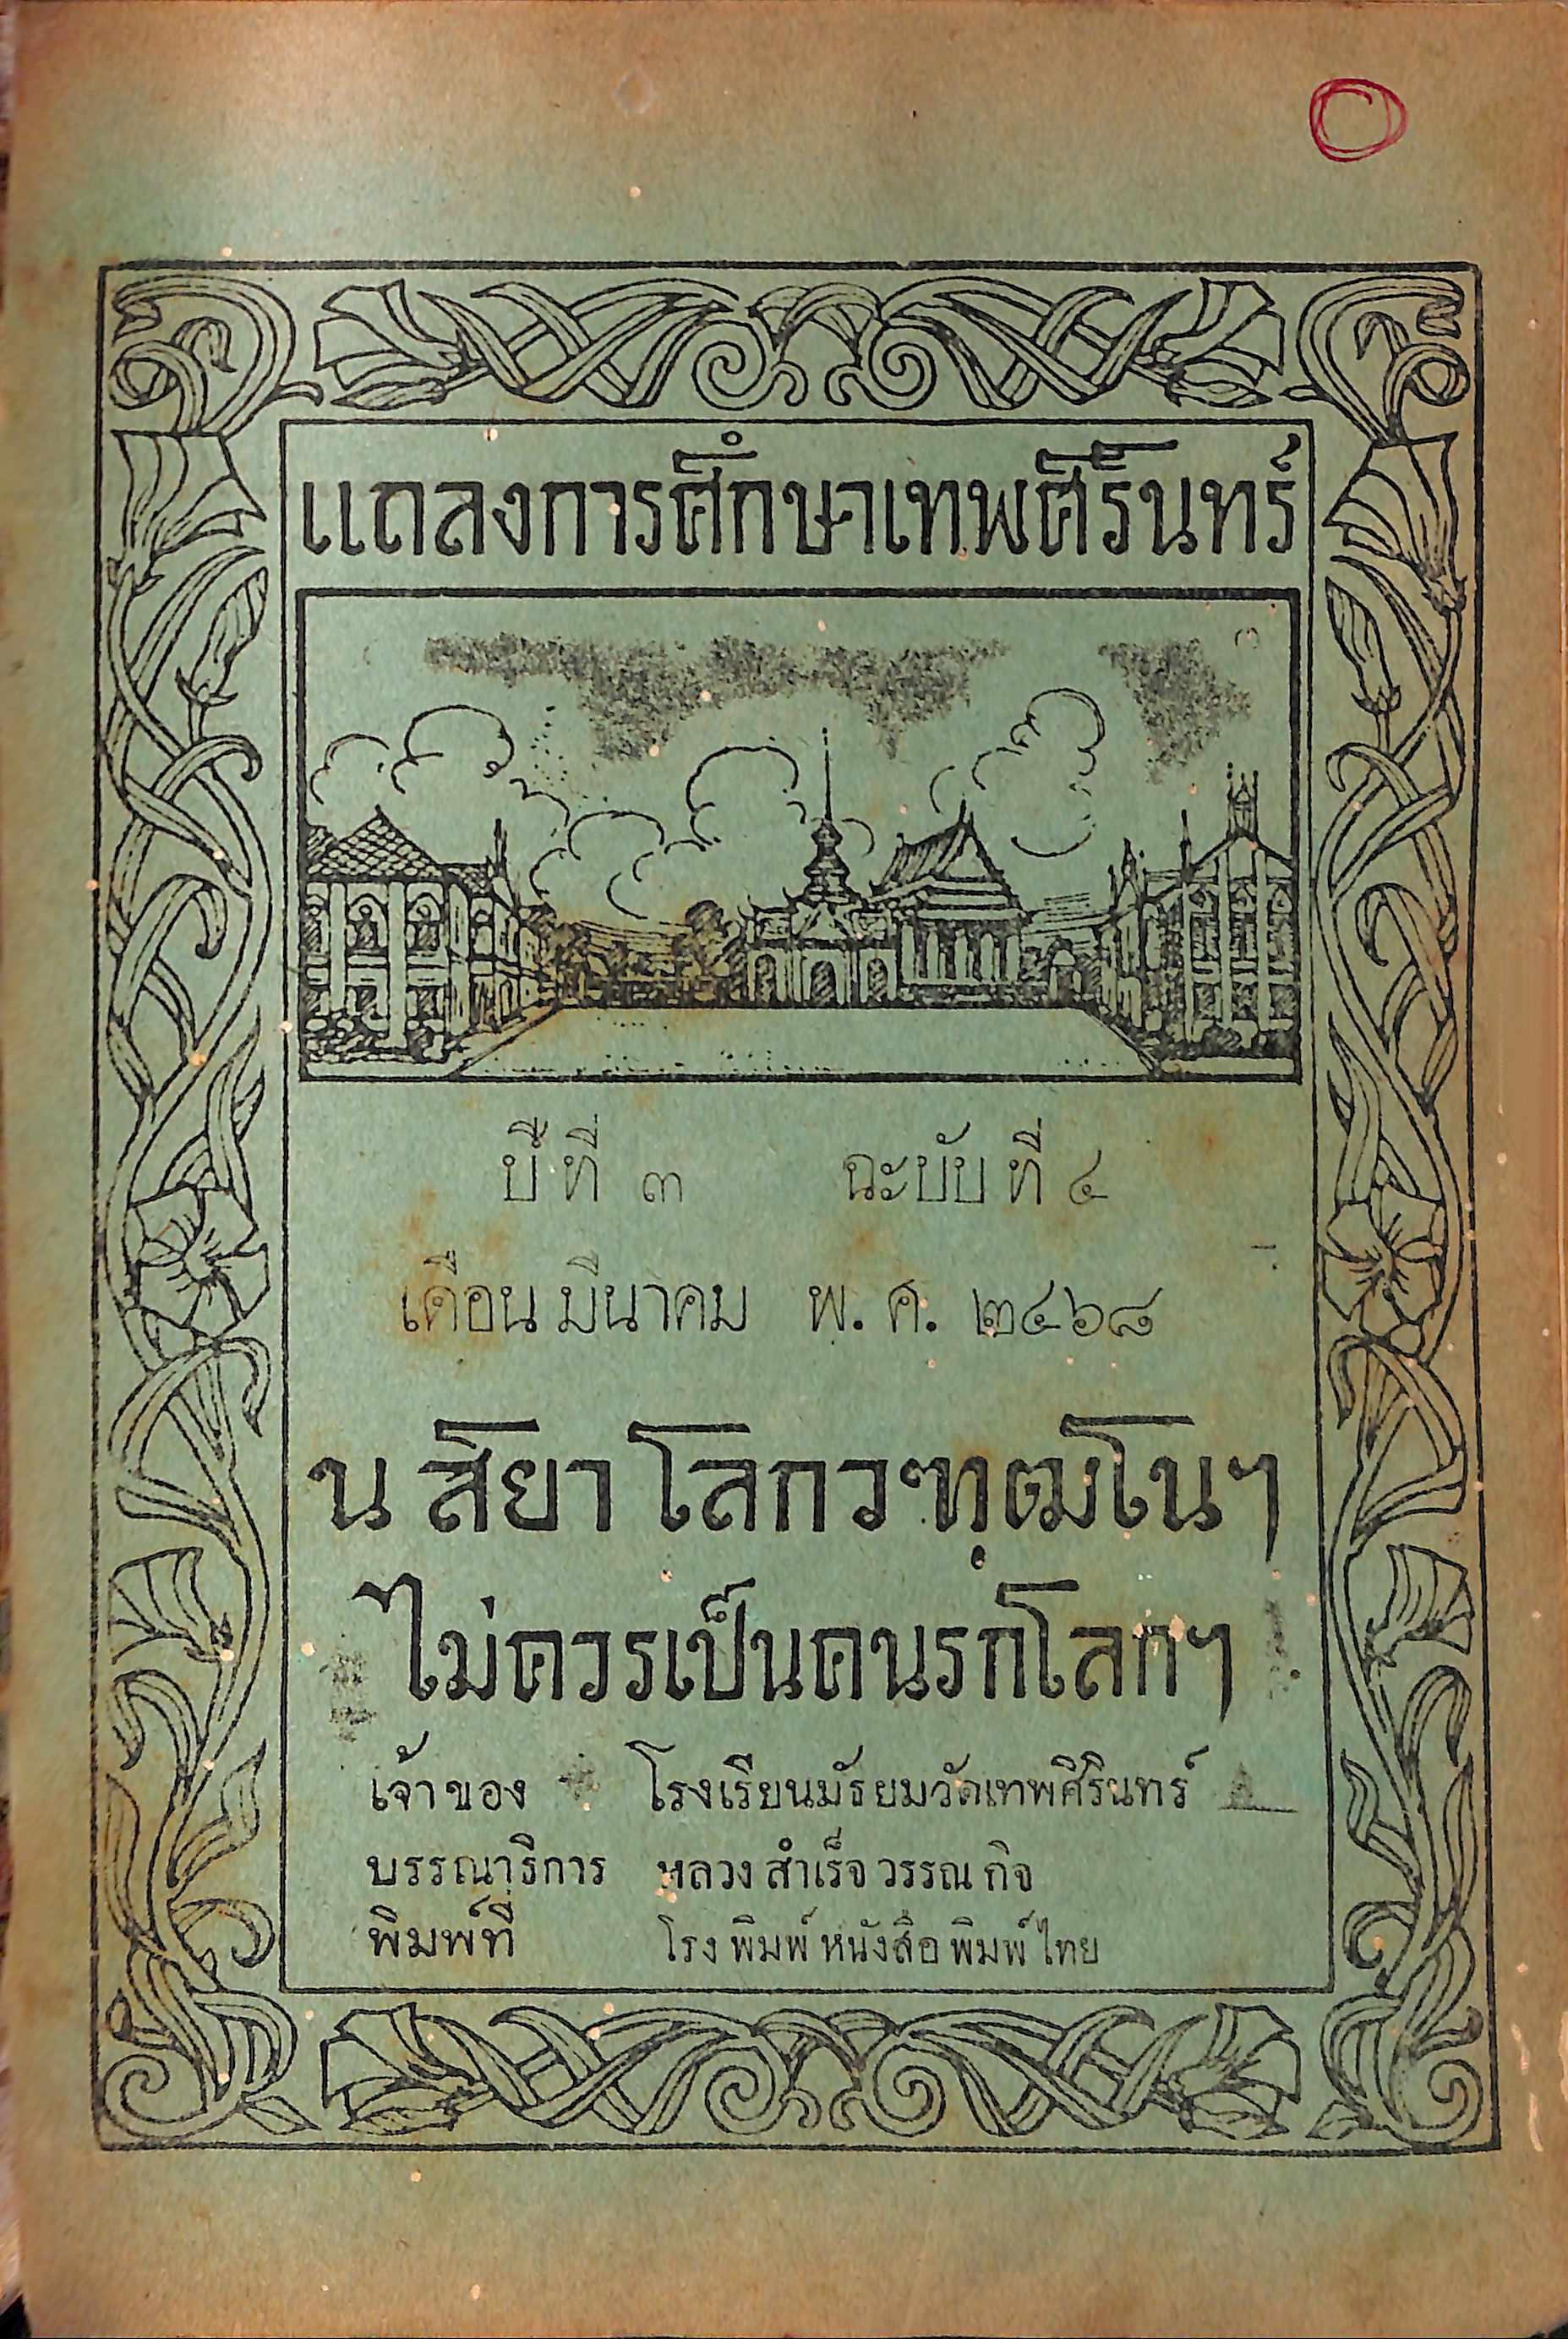 แถลงการศึกษาเทพศิรินทร์
ปีที่ ๓ ฉะบับที่ ๔
เดือนมีนาคม พ.ศ. ๒๔๖๘
น สิยา โลกวฑฺฒโนฯ
ไม่ควรเป็นคนรกโลกฯ
เจ้าของ โรงเรียนมัธยมวัดเทพศิรินทร์
บรรณาธิการ หลวงสำเร็จวรรณกิจ
พิมพ์ที่ โรงพิมพ์หนังสือพิมพ์ไทย